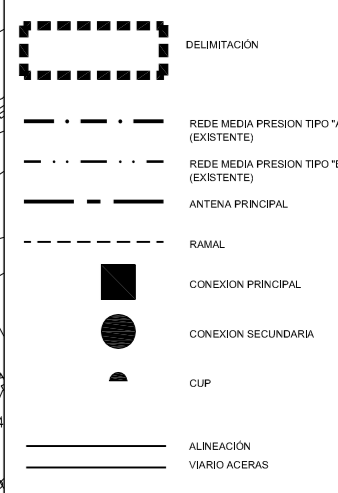 DELIMITACIÓN
REDE MEDIA PRESION TIPO "A
(EXISTENTE)
REDE MEDIA PRESION TIPO "B
(EXISTENTE)
ANTENA PRINCIPAL
RAMAL
CONEXION PRINCIPAL
CONEXION SECUNDARIA
CUP
ALINEACIÓN
VIARIO ACERAS